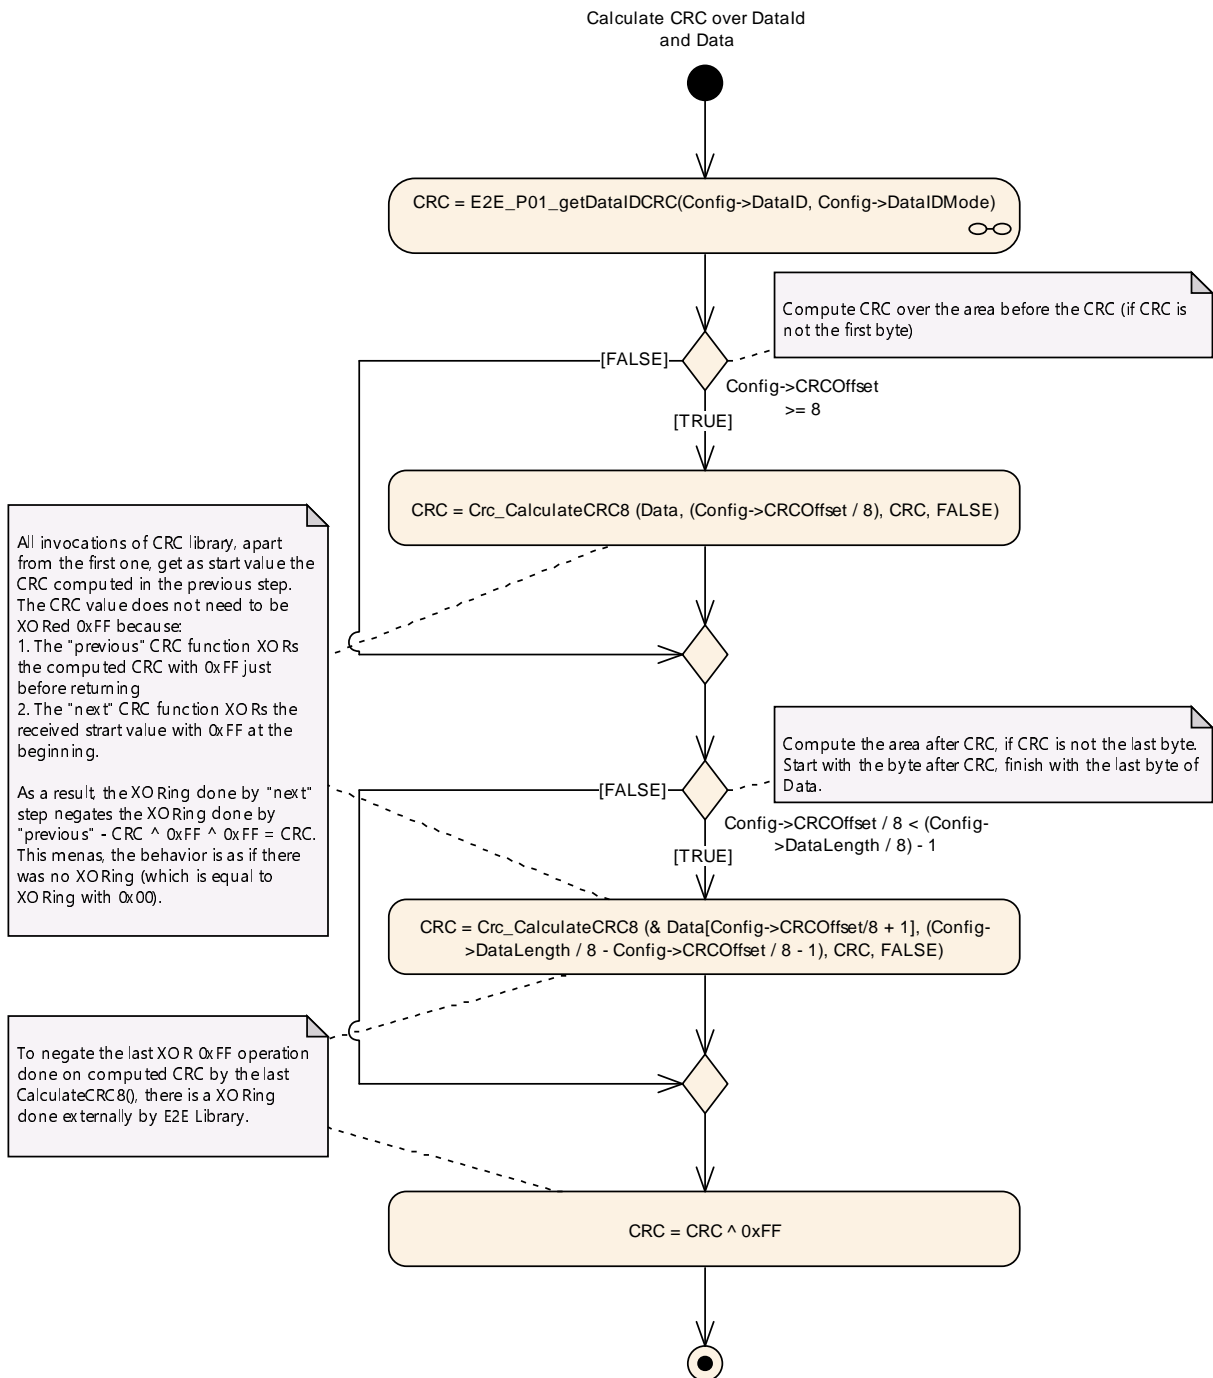 Calculate CRC over DataId
and Data
CRC = E2E_P01_getDataIDCRC(Config->DataID, Config->DataIDMode)
Compute CRC over the area before the CRC (if CRC is
not the first byte)
[FALSE]
Config->CRCOffset
>= 8
[TRUE]
CRC = Crc_CalculateCRC8 (Data, (Config->CRCOffset / 8), CRC, FALSE)
All invocations of CRC library, apart
from the first one, get as start value the
CRC computed in the previous step.
The CRC value does not need to be
XORed 0xFF because:
1. The "previous" CRC function XORs
the computed CRC with 0xFF just
before returning
2. The "next" CRC function XORs the
received strart value with 0xFF at the
beginning.
As a result, the XORing done by "next"
step negates the XORing done by
"previous" - CRC ^ 0xFF ^ 0xFF = CRC.
This menas, the behavior is as if there
was no XORing (which is equal to
XORing with 0x00).
Compute the area after CRC, if CRC is not the last byte.
Start with the byte after CRC, finish with the last byte of
Data.
[FALSE]
Config->CRCOffset / 8 < (Config-
>DataLength / 8) - 1
[TRUE]
CRC = Crc_CalculateCRC8 (& Data[Config->CRCOffset/8 + 1], (Config-
>DataLength / 8 - Config->CRCOffset / 8 - 1), CRC, FALSE)
To negate the last XOR 0xFF operation
done on computed CRC by the last
CalculateCRC8(), there is a XORing
done externally by E2E Library.
CRC = CRC ^ 0xFF